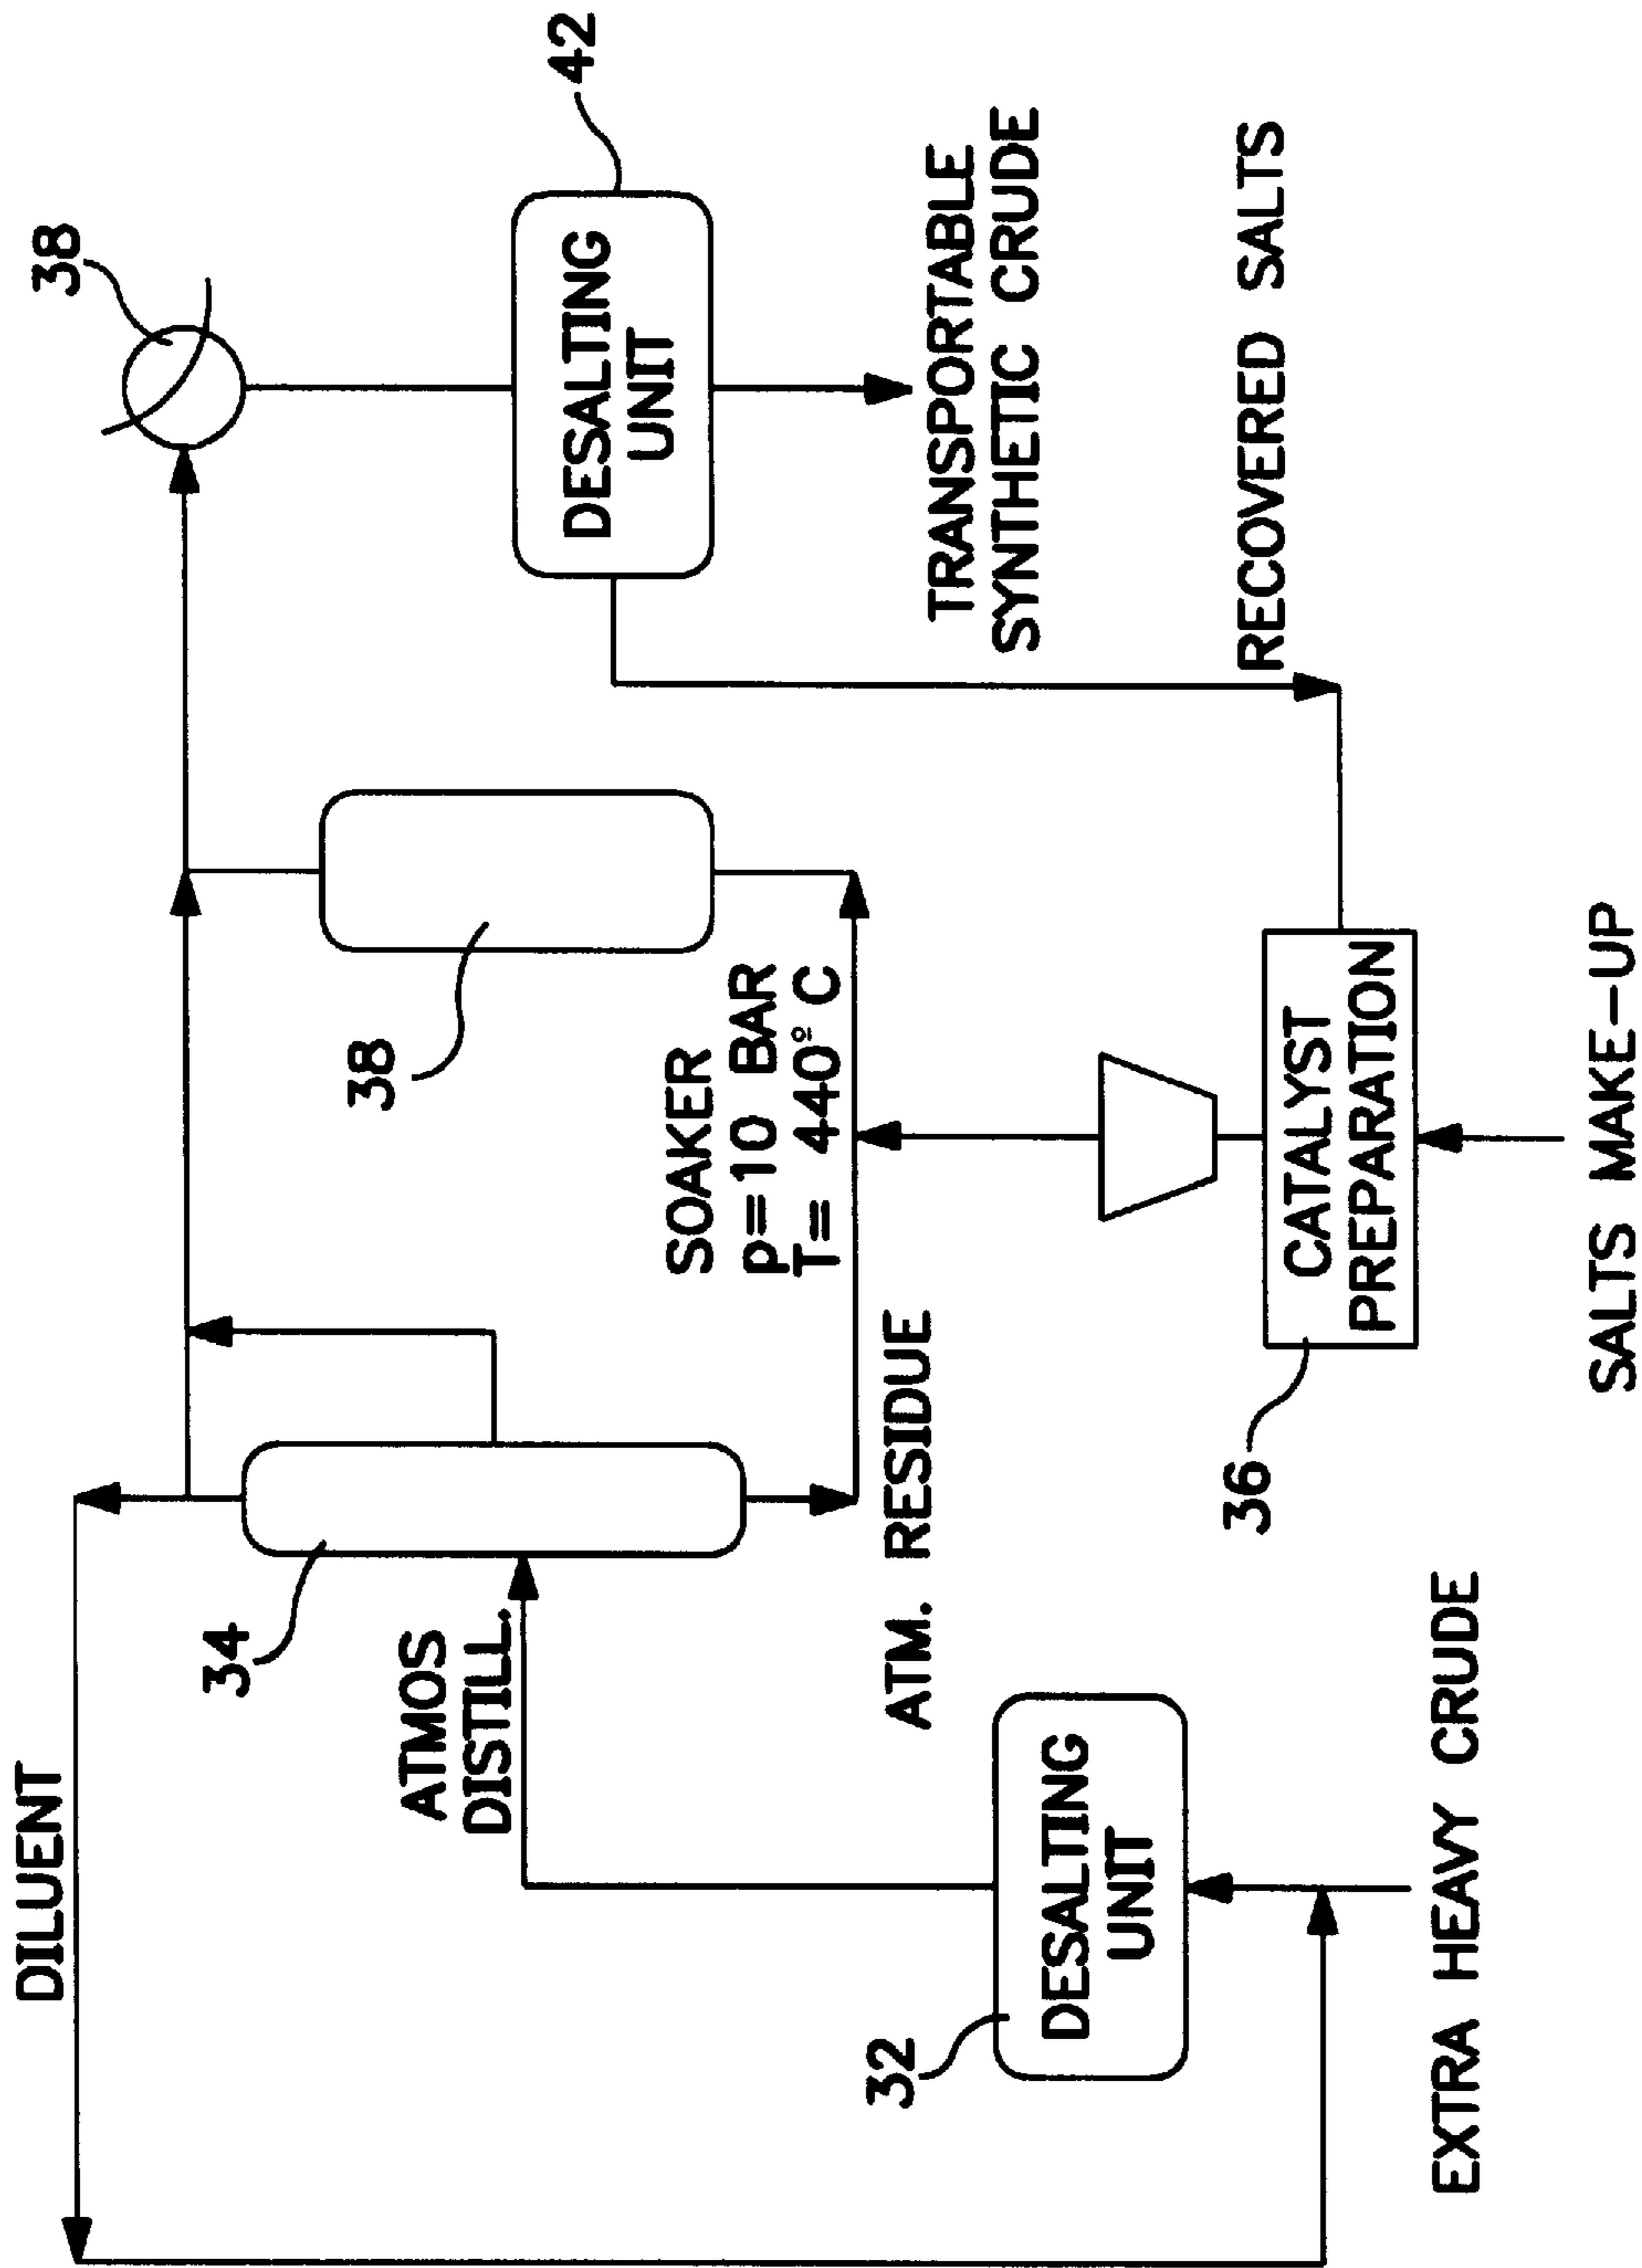 DILUENT
34
ATMOS
DISTILL.
32
DESALTING
UNIT
EXTRA HEAVY CRUDE
ATM. RESIDUE
38
SOAKER
p=10 BAR
T= 440° C
36
CATALYST
PREPARATION
SALTS MAKE-UP
38
42
DESALTING
UNIT
TRANSPORTABLE
SYNTHETIC CRUDE
RECOVERED SALTS